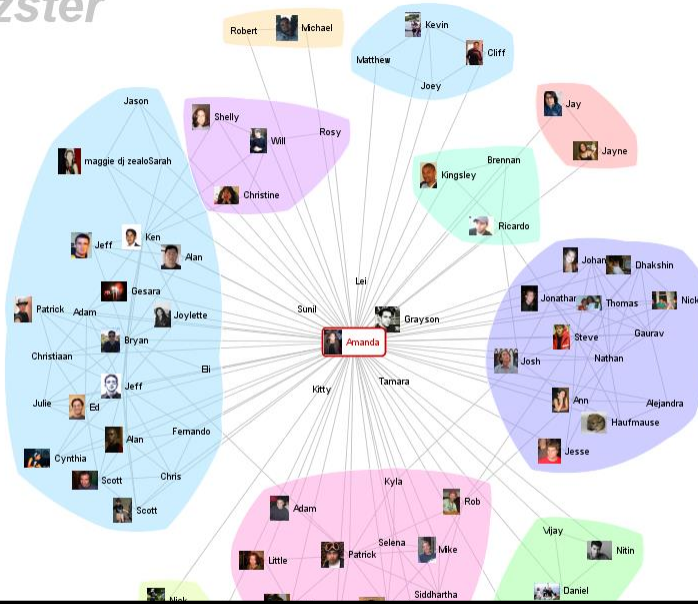 zster
Robert
Michael
Kevin
Cliff
Matthew
Joey
Jason
Shelly
Will
Rosy
Christine
Jay
Jayne
maggie dj zealoSarah
Brennan
Kingsley
Ricardo
Jeff
Ken
Alan
Gesara
Patrick
Adam
Joylette
Bryan
Christiaan
Jeff
Eli
Julie
Ed
Alan
Fernando
Cynthia
Scott
Chris
Scott
Lei
Sunil
Grayson
Amanda
Kitty
Tamara
Johan
Dhakshin
Jonathar
Thomas
Nick
Steve
Gaurav
Josh
Nathan
Ann
Alejandra
Haufmause
Jesse
Kyla
Adam
Rob
Little
Patrick
Selena
Mike
Siddhartha
Vijay
Nitin
Daniel
Nick